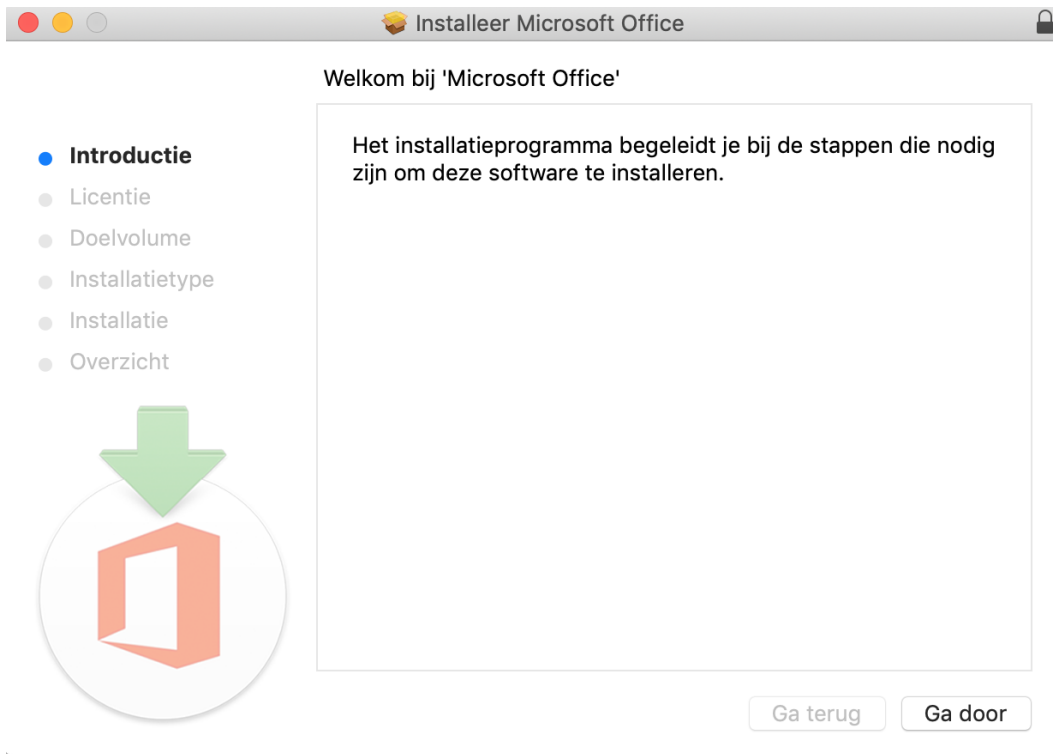 Installeer Microsoft Office
Welkom bij 'Microsoft Office'
Introductie
Licentie
Doelvolume
Installatietype
Installatie
Overzicht
Het installatieprogramma begeleidt je bij de stappen die nodig
zijn om deze software te installeren.
Ga terug
Ga door